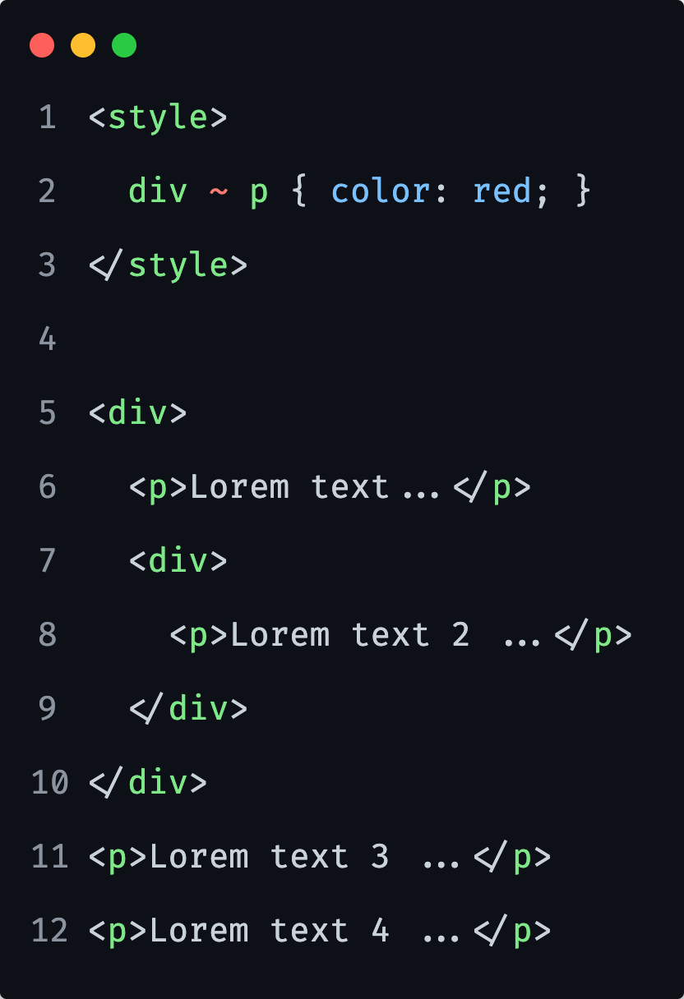 1 <style>
2   div ~ p { color: red; }
3 </style>
4
5 <div>
6   <p>Lorem text...</p>
7   <div>
8     <p>Lorem text 2 ...</p>
9   </div>
10 </div>
11 <p>Lorem text 3 ...</p>
12 <p>Lorem text 4 ...</p>